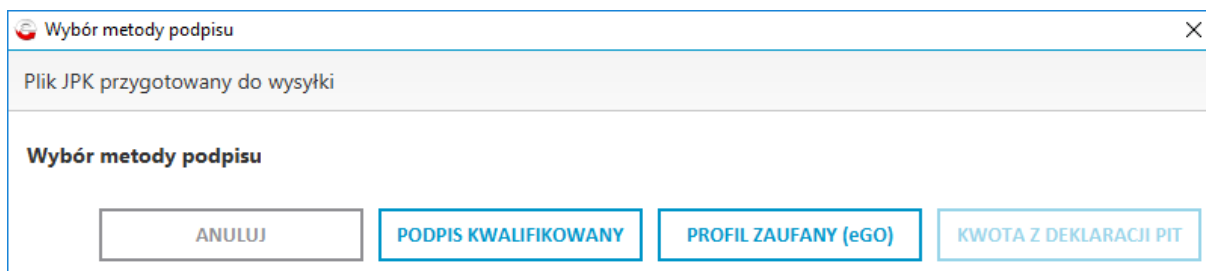 Wybór metody podpisu
Plik JPK przygotowany do wysyłki
Wybór metody podpisu
ANULUJ PODPIS KWALIFIKOWANY PROFIL ZAUFANY (eGO) KWOTA Z DEKLARACJI PIT